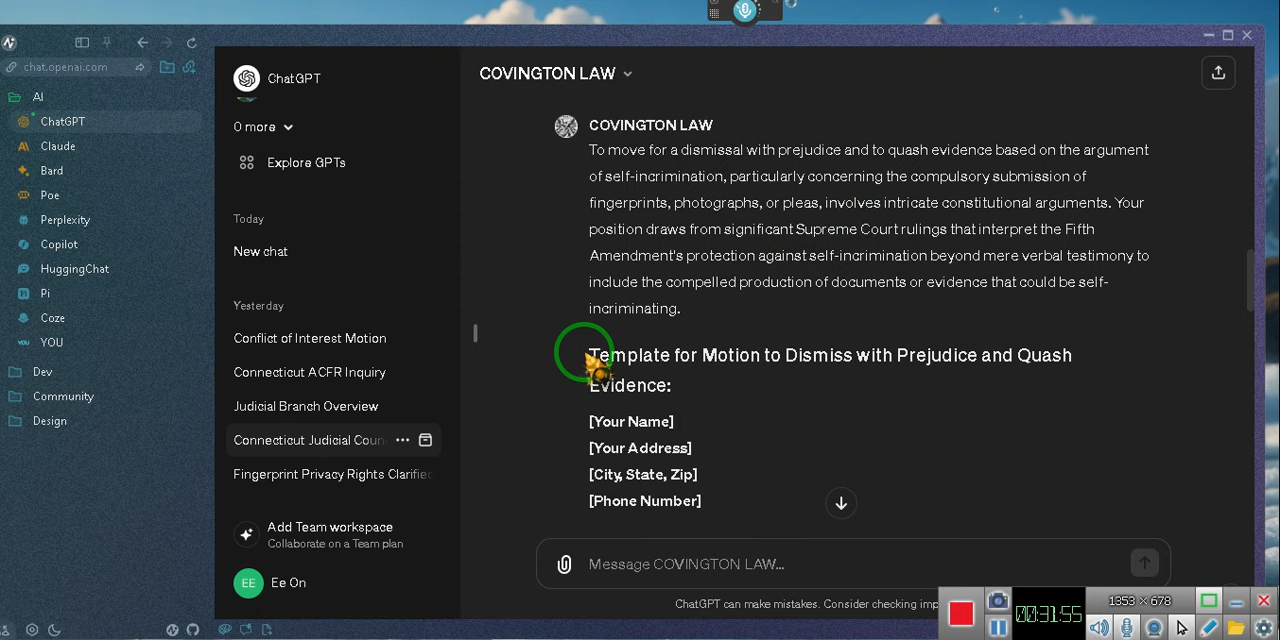 chat.openai.com
AI
ChatGPT
Claude
Bard
Poe
Perplexity
Copilot
HuggingChat
Pi
Coze
YOU
YOU
Dev
Community
Design
ChatGPT
0 more
Explore GPTs
Today
New chat
Yesterday
Conflict of Interest Motion
Connecticut ACFR Inquiry
Judicial Branch Overview
Connecticut Judicial Coun
Fingerprint Privacy Rights Clarified
Add Team workspace
Collaborate on a Team plan
EE
Ee On
COVINGTON LAW
COVINGTON LAW
To move for a dismissal with prejudice and to quash evidence based on the argument
of self-incrimination, particularly concerning the compulsory submission of
fingerprints, photographs, or pleas, involves intricate constitutional arguments. Your
position draws from significant Supreme Court rulings that interpret the Fifth
Amendment's protection against self-incrimination beyond mere verbal testimony to
include the compelled production of documents or evidence that could be self-
incriminating.
Template for Motion to Dismiss with Prejudice and Quash
Evidence:
[Your Name]
[Your Address]
[City, State, Zip]
[Phone Number]
Message COVINGTON LAW...
ChatGPT can make mistakes. Consider checking imp
00:31:55
1353 × 678